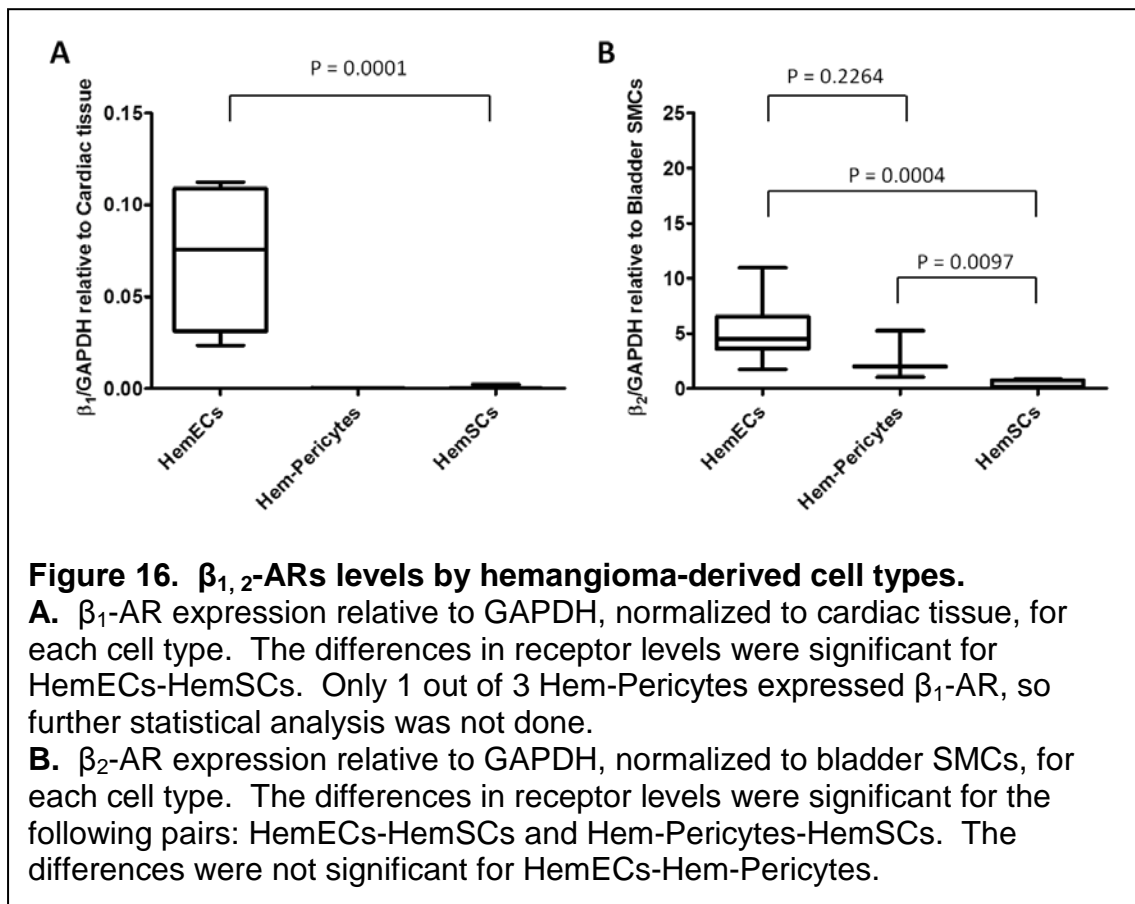 A
P = 0.0001
0.15
0.10
0.05
0.00
β1/GAPDH relative to Cardiac tissue
HemECs
Hem-Pericytes
HemSCs
B
P = 0.2264
25
20
15
10
5
0
P = 0.0004
P = 0.0097
β2/GAPDH relative to Bladder SMCs
HemECs
Hem-Pericytes
HemSCs
Figure 16. β1, 2-ARs levels by hemangioma-derived cell types.
A. β1-AR expression relative to GAPDH, normalized to cardiac tissue, for
each cell type. The differences in receptor levels were significant for
HemECs-HemSCs. Only 1 out of 3 Hem-Pericytes expressed β1-AR, so
further statistical analysis was not done.
B. β2-AR expression relative to GAPDH, normalized to bladder SMCs, for
each cell type. The differences in receptor levels were significant for the
following pairs: HemECs-HemSCs and Hem-Pericytes-HemSCs. The
differences were not significant for HemECs-Hem-Pericytes.